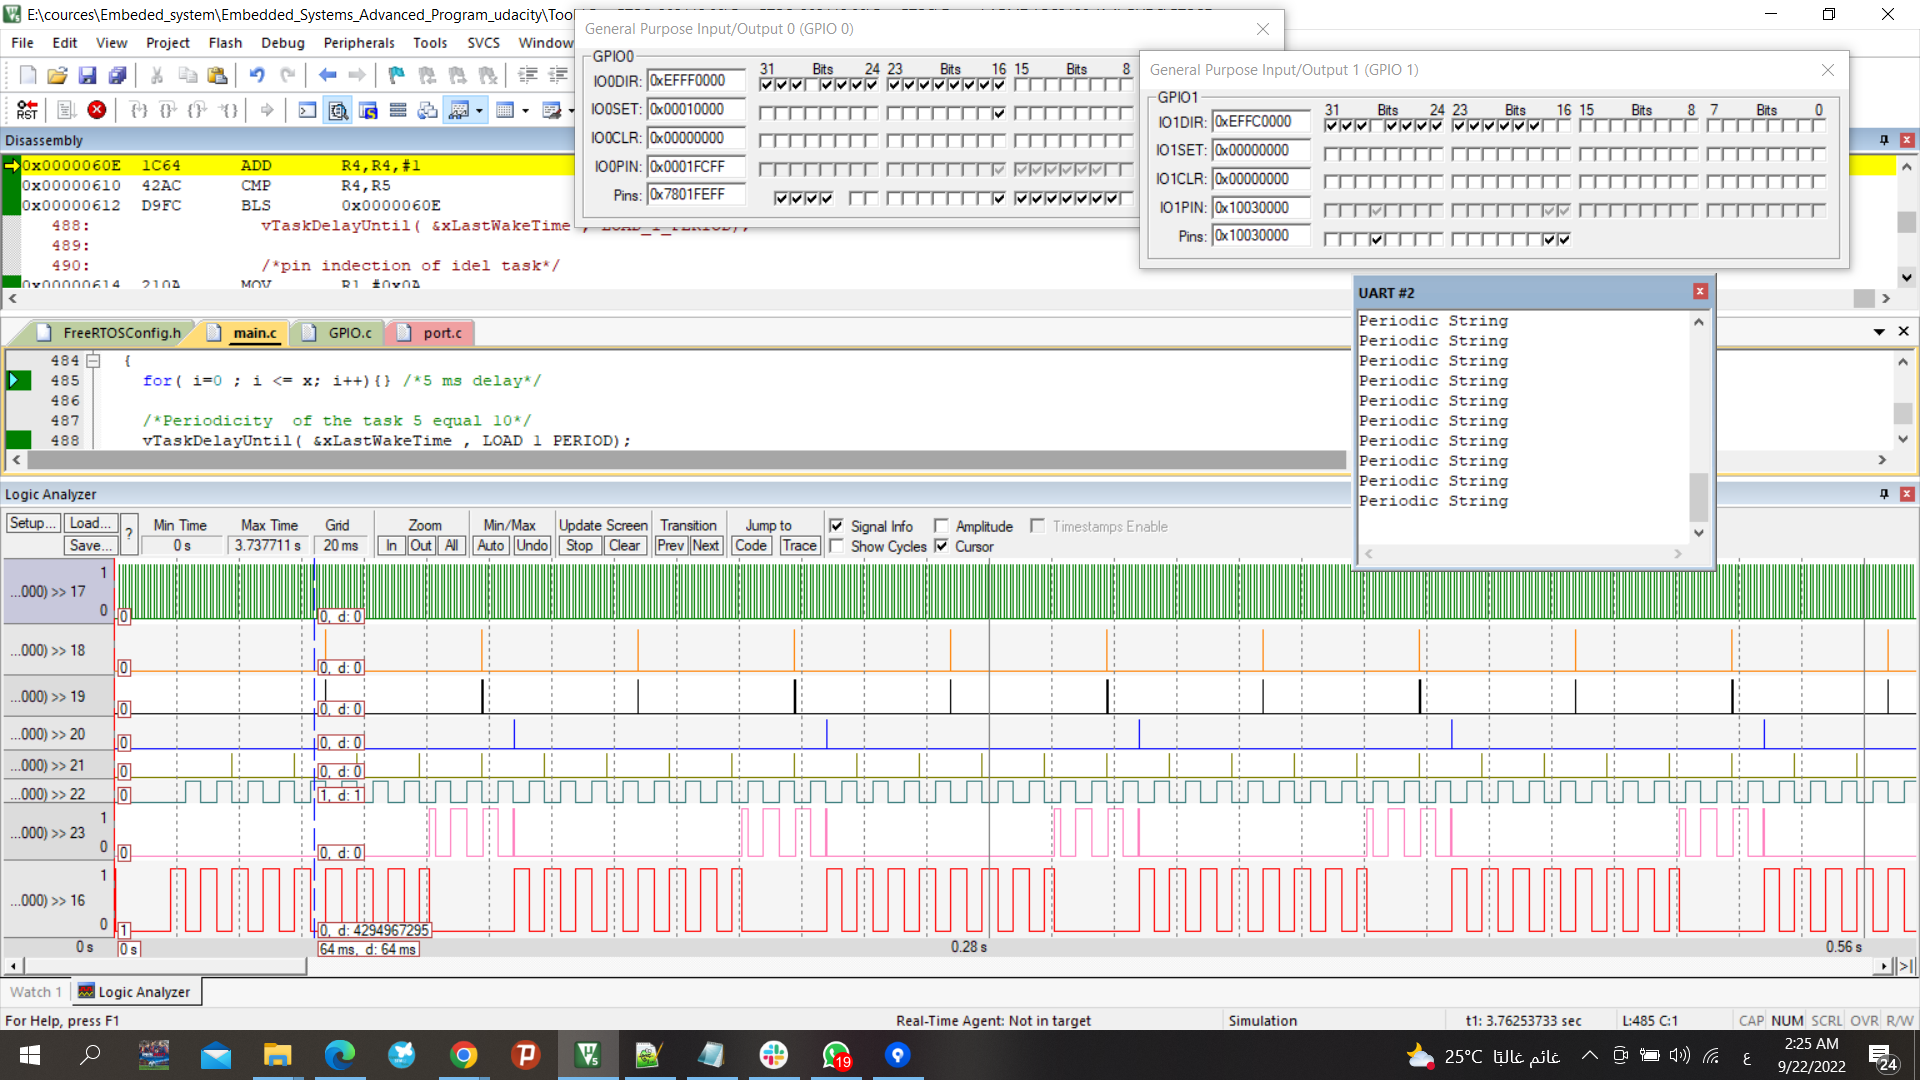 E:\cources\Embeded_system\Embedded_Systems_Advanced_Program_udacity\Tool
File Edit View Project Flash Debug Peripherals Tools SVCS Window
General Purpose Input/Output 0 (GPIO 0)
GPIO0
31 Bits 24 23 Bits 16 15 Bits 8
IO0DIR: 0xEFFF0000
IO0SET: 0x00010000
IO0CLR: 0x00000000
IO0PIN: 0x0001FCFF
Pins: 0x7801FEFF
General Purpose Input/Output 1 (GPIO 1)
GPIO1
31 Bits 24 23 Bits 16 15 Bits 8 7 Bits 0
IO1DIR: 0xEFFC0000
IO1SET: 0x00000000
IO1CLR: 0x00000000
IO1PIN: 0x10030000
Pins: 0x10030000
RST
Disassembly
0x0000060E 1C64 ADD R4,R4,#1
0x00000610 42AC CMP R4,R5
0x00000612 D9FC BLS 0x0000060E
488: vTaskDelayUntil( &xLastWakeTime , LOAD_1_PERIOD);
489:
490: /*pin indection of idel task*/
0x00000614 210A MOV R1,#0x0A
FreeRTOSConfig.h main.c GPIO.c port.c
484 {
485 for( i=0 ; i <= x; i++){} /*5 ms delay*/
486
487 /*Periodicity of the task 5 equal 10*/
488 vTaskDelayUntil( &xLastWakeTime , LOAD_1_PERIOD);
UART #2
Periodic String
Periodic String
Periodic String
Periodic String
Periodic String
Periodic String
Periodic String
Periodic String
Periodic String
Periodic String
Logic Analyzer
Setup... Load... ? Min Time Max Time Grid Zoom Min/Max Update Screen Transition Jump to Signal Info Amplitude Timestamps Enable
Save... 0 s 3.737711 s 20 ms In Out All Auto Undo Stop Clear Prev Next Code Trace Show Cycles Cursor
1
...000) >> 17
0 0 0, d: 0
...000) >> 18 0 0, d: 0
...000) >> 19 0 0, d: 0
...000) >> 20 0 0, d: 0
...000) >> 21 0 0, d: 0
...000) >> 22 0 1, d: 1
1
...000) >> 23
0 0 0, d: 0
1
...000) >> 16
0 1 0, d: 4294967295
0 s 0 s 64 ms, d: 64 ms 0.28 s 0.56 s
Watch 1 Logic Analyzer
For Help, press F1 Real-Time Agent: Not in target Simulation t1: 3.76253733 sec L:485 C:1 CAP NUM SCRL OVR R/W
19 25°C غائم غالبًا ع 2:25 AM
9/22/2022 24